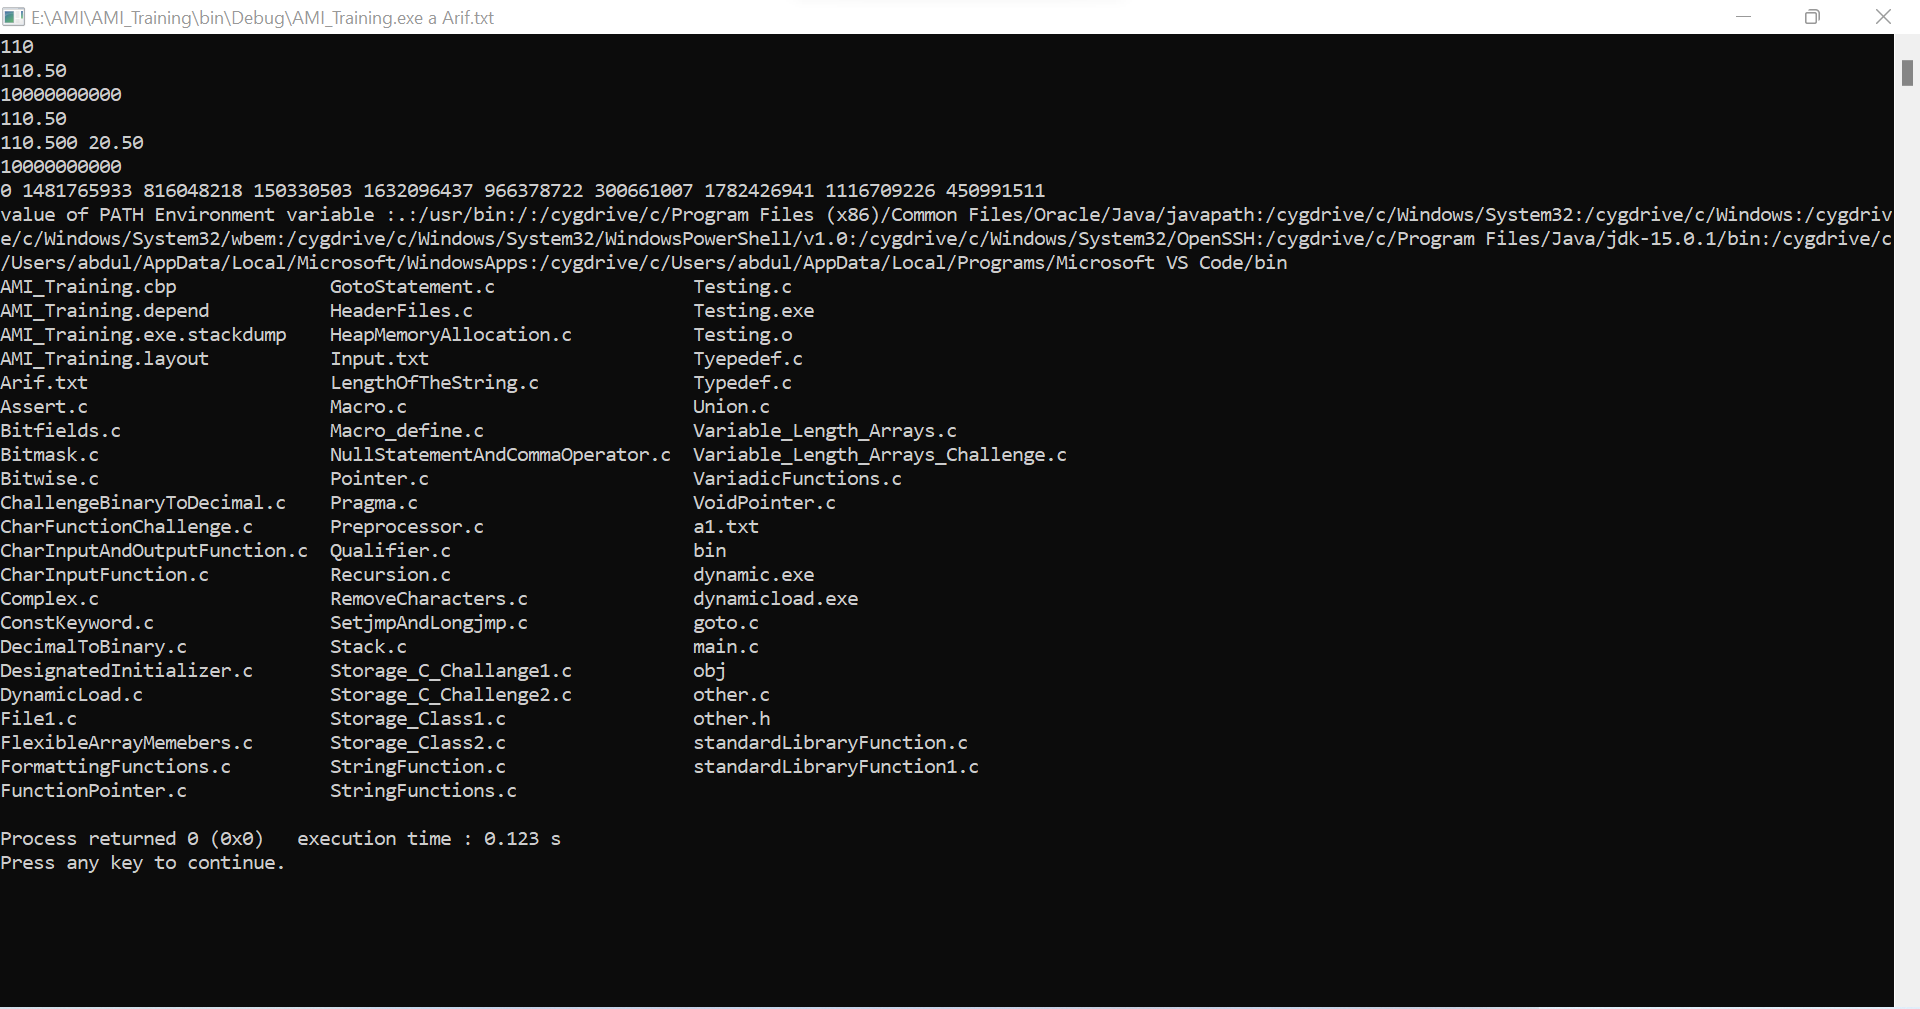 E:\AMI\AMI_Training\bin\Debug\AMI_Training.exe a Arif.txt
110
110.50
10000000000
110.50
110.500 20.50
10000000000
0 1481765933 816048218 150330503 1632096437 966378722 300661007 1782426941 1116709226 450991511
value of PATH Environment variable :.:/usr/bin:/:/cygdrive/c/Program Files (x86)/Common Files/Oracle/Java/javapath:/cygdrive/c/Windows/System32:/cygdrive/c/Windows:/cygdriv
e/c/Windows/System32/wbem:/cygdrive/c/Windows/System32/WindowsPowerShell/v1.0:/cygdrive/c/Windows/System32/OpenSSH:/cygdrive/c/Program Files/Java/jdk-15.0.1/bin:/cygdrive/c
/Users/abdul/AppData/Local/Microsoft/WindowsApps:/cygdrive/c/Users/abdul/AppData/Local/Programs/Microsoft VS Code/bin
AMI_Training.cbp GotoStatement.c Testing.c
AMI_Training.depend HeaderFiles.c Testing.exe
AMI_Training.exe.stackdump HeapMemoryAllocation.c Testing.o
AMI_Training.layout Input.txt Tyepedef.c
Arif.txt LengthOfTheString.c Typedef.c
Assert.c Macro.c Union.c
Bitfields.c Macro_define.c Variable_Length_Arrays.c
Bitmask.c NullStatementAndCommaOperator.c Variable_Length_Arrays_Challenge.c
Bitwise.c Pointer.c VariadicFunctions.c
ChallengeBinaryToDecimal.c Pragma.c VoidPointer.c
CharFunctionChallenge.c Preprocessor.c a1.txt
CharInputAndOutputFunction.c Qualifier.c bin
CharInputFunction.c Recursion.c dynamic.exe
Complex.c RemoveCharacters.c dynamicload.exe
ConstKeyword.c SetjmpAndLongjmp.c goto.c
DecimalToBinary.c Stack.c main.c
DesignatedInitializer.c Storage_C_Challange1.c obj
DynamicLoad.c Storage_C_Challenge2.c other.c
File1.c Storage_Class1.c other.h
FlexibleArrayMemebers.c Storage_Class2.c standardLibraryFunction.c
FormattingFunctions.c StringFunction.c standardLibraryFunction1.c
FunctionPointer.c StringFunctions.c
Process returned 0 (0x0)   execution time : 0.123 s
Press any key to continue.